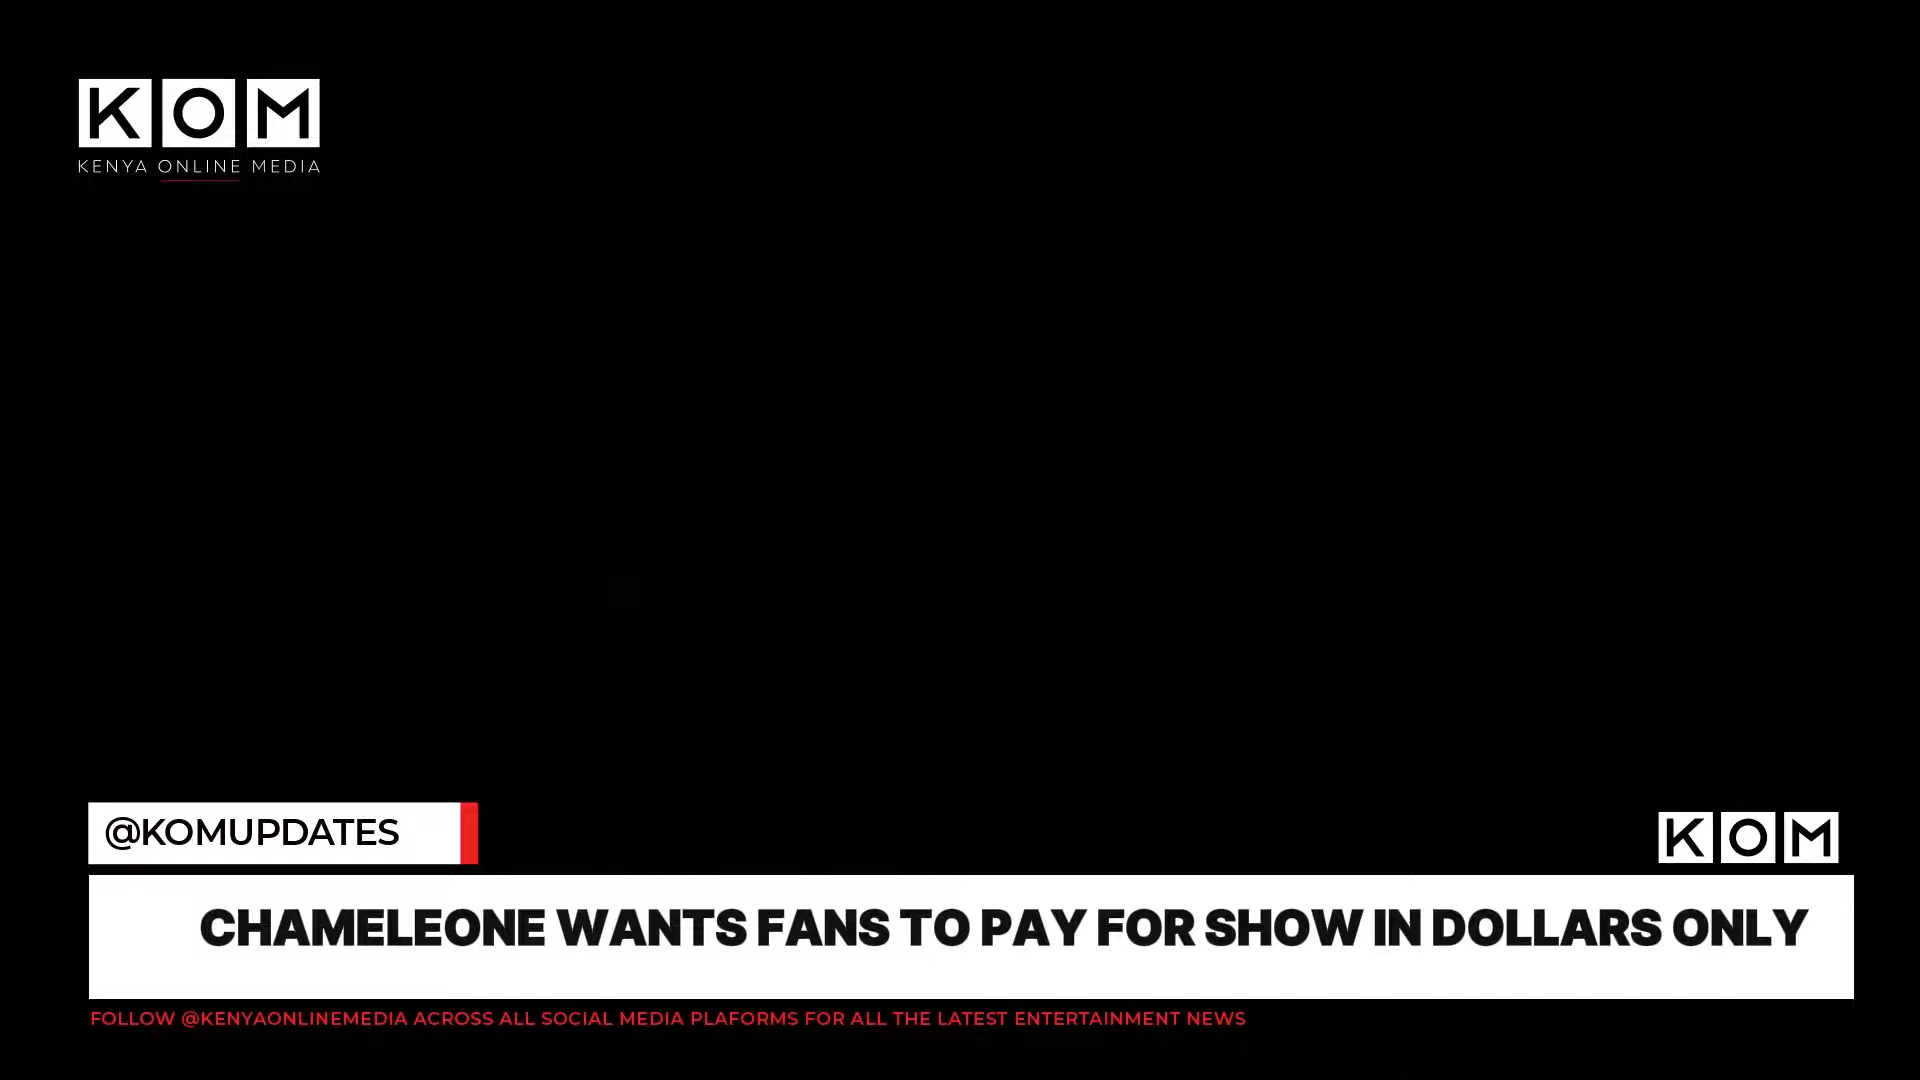 KOM
KENYA ONLINE MEDIA
@KOMUPDATES
KOM
CHAMELEONE WANTS FANS TO PAY FOR SHOW IN DOLLARS ONLY
FOLLOW @KENYAONLINEMEDIA ACROSS ALL SOCIAL MEDIA PLAFORMS FOR ALL THE LATEST ENTERTAINMENT NEWS